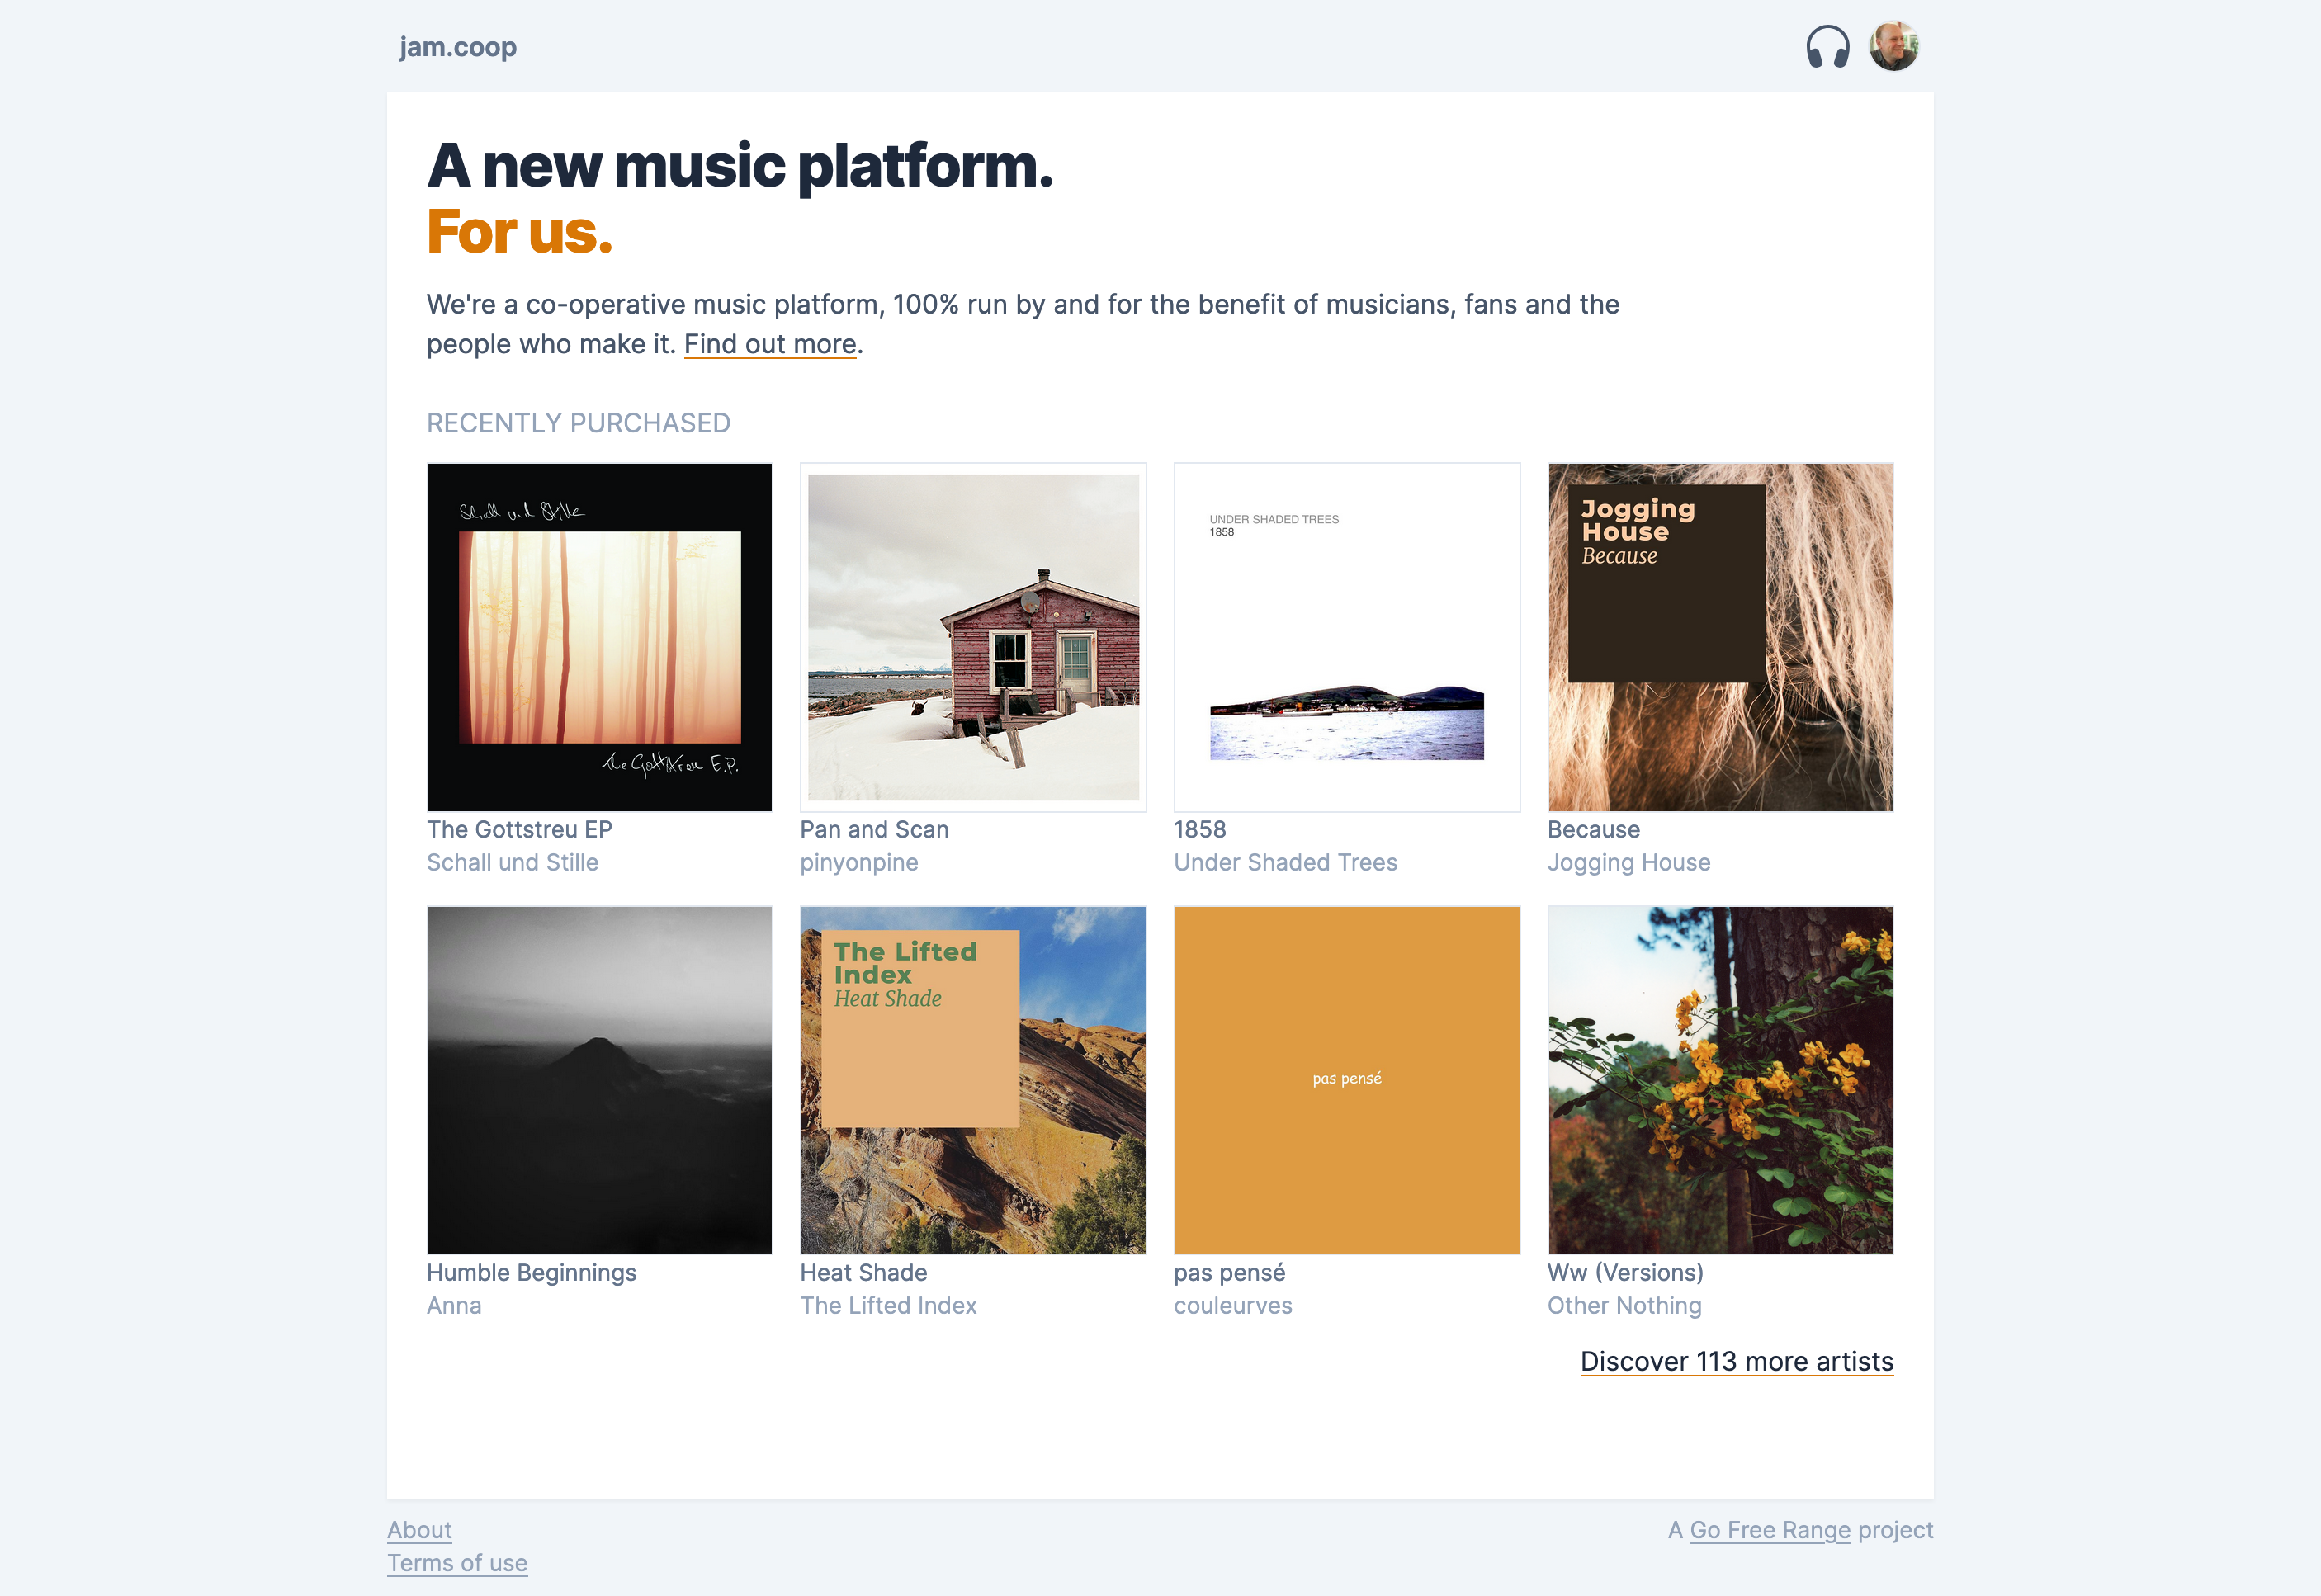 jam.coop
A new music platform.
For us.
We're a co-operative music platform, 100% run by and for the benefit of musicians, fans and the
people who make it. Find out more.
RECENTLY PURCHASED
Schall und Stille
The Gottstreu E.P.
The Gottstreu EP
Schall und Stille
Pan and Scan
pinyonpine
UNDER SHADED TREES
1858
1858
Under Shaded Trees
Jogging
House
Because
Because
Jogging House
Humble Beginnings
Anna
The Lifted
Index
Heat Shade
Heat Shade
The Lifted Index
pas pensé
pas pensé
couleurves
Ww (Versions)
Other Nothing
Discover 113 more artists
About
Terms of use
A Go Free Range project